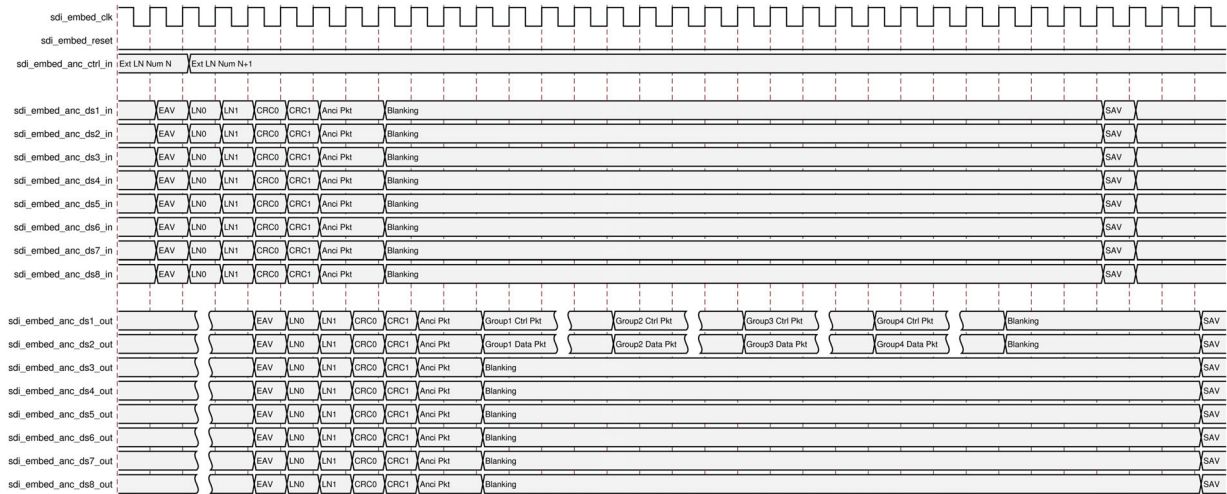 sdi_embed_clk
sdi_embed_reset
sdi_embed_anc_ctrl_in Ext LN Num N Ext LN Num N+1
sdi_embed_anc_ds1_in EAV LN0 LN1 CRC0 CRC1 Anci Pkt Blanking SAV
sdi_embed_anc_ds2_in EAV LN0 LN1 CRC0 CRC1 Anci Pkt Blanking SAV
sdi_embed_anc_ds3_in EAV LN0 LN1 CRC0 CRC1 Anci Pkt Blanking SAV
sdi_embed_anc_ds4_in EAV LN0 LN1 CRC0 CRC1 Anci Pkt Blanking SAV
sdi_embed_anc_ds5_in EAV LN0 LN1 CRC0 CRC1 Anci Pkt Blanking SAV
sdi_embed_anc_ds6_in EAV LN0 LN1 CRC0 CRC1 Anci Pkt Blanking SAV
sdi_embed_anc_ds7_in EAV LN0 LN1 CRC0 CRC1 Anci Pkt Blanking SAV
sdi_embed_anc_ds8_in EAV LN0 LN1 CRC0 CRC1 Anci Pkt Blanking SAV
sdi_embed_anc_ds1_out EAV LN0 LN1 CRC0 CRC1 Anci Pkt Group1 Ctrl Pkt Group2 Ctrl Pkt Group3 Ctrl Pkt Group4 Ctrl Pkt Blanking SAV
sdi_embed_anc_ds2_out EAV LN0 LN1 CRC0 CRC1 Anci Pkt Group1 Data Pkt Group2 Data Pkt Group3 Data Pkt Group4 Data Pkt Blanking SAV
sdi_embed_anc_ds3_out EAV LN0 LN1 CRC0 CRC1 Anci Pkt Blanking SAV
sdi_embed_anc_ds4_out EAV LN0 LN1 CRC0 CRC1 Anci Pkt Blanking SAV
sdi_embed_anc_ds5_out EAV LN0 LN1 CRC0 CRC1 Anci Pkt Blanking SAV
sdi_embed_anc_ds6_out EAV LN0 LN1 CRC0 CRC1 Anci Pkt Blanking SAV
sdi_embed_anc_ds7_out EAV LN0 LN1 CRC0 CRC1 Anci Pkt Blanking SAV
sdi_embed_anc_ds8_out EAV LN0 LN1 CRC0 CRC1 Anci Pkt Blanking SAV